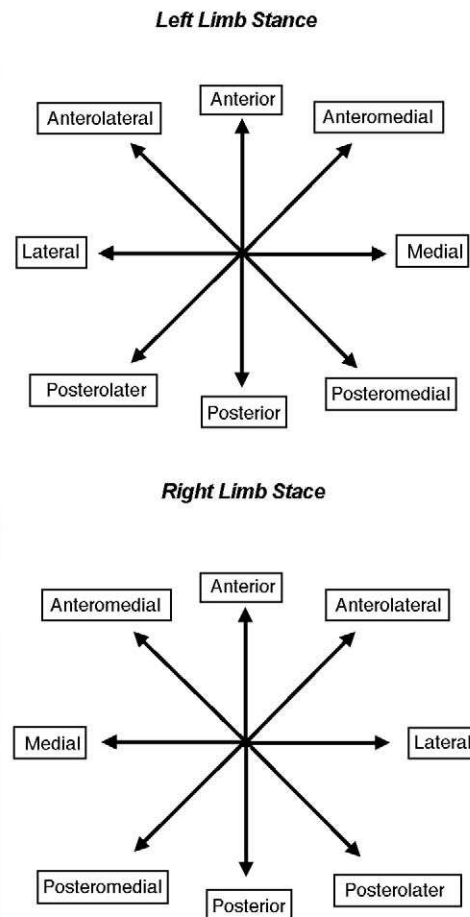 Left Limb Stance
Anterior
Anterolateral
Anteromedial
Lateral
Medial
Posterolater
Posterior
Posteromedial
Right Limb Stace
Anterior
Anteromedial
Anterolateral
Medial
Lateral
Posteromedial
Posterior
Posterolater